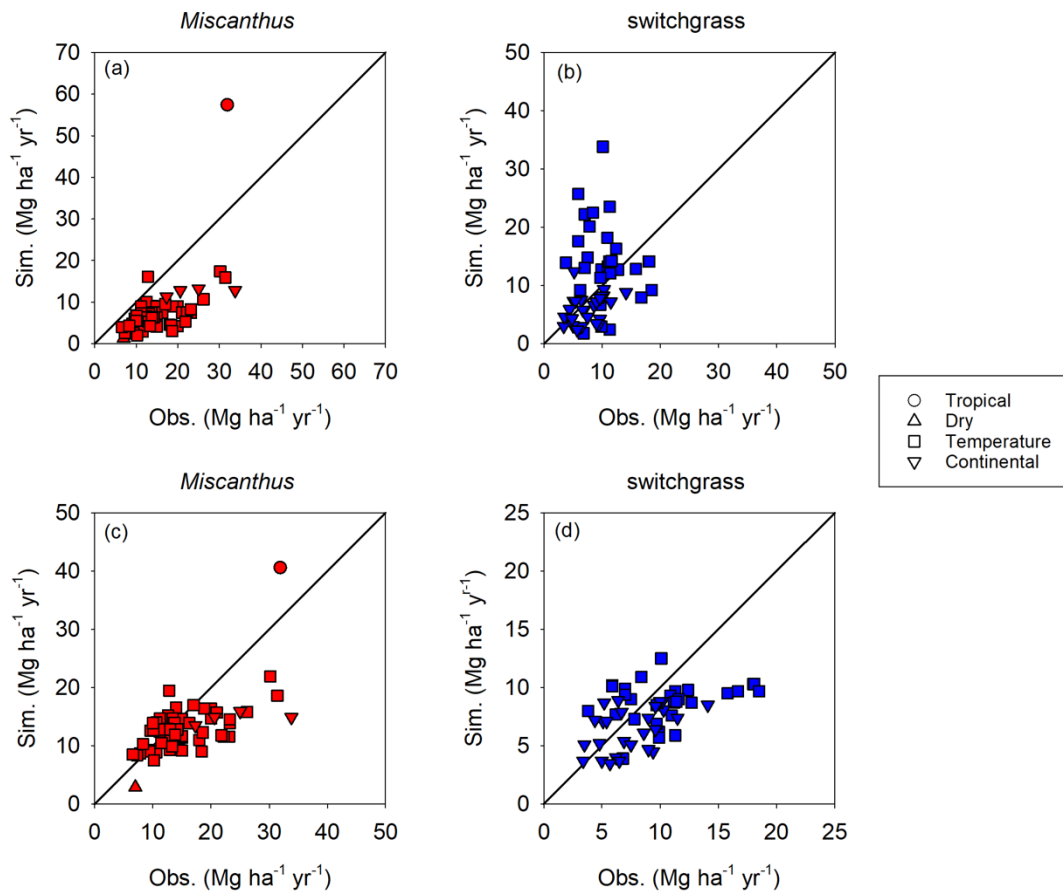 Miscanthus
switchgrass
(a)
70
60
50
40
30
20
10
0
Sim. (Mg ha⁻¹ yr⁻¹)
0 10 20 30 40 50 60 70
Obs. (Mg ha⁻¹ yr⁻¹)
(b)
50
40
30
20
10
0
Sim. (Mg ha⁻¹ yr⁻¹)
0 10 20 30 40 50
Obs. (Mg ha⁻¹ yr⁻¹)
Tropical
Dry
Temperature
Continental
Miscanthus
switchgrass
(c)
50
40
30
20
10
0
Sim. (Mg ha⁻¹ yr⁻¹)
0 10 20 30 40 50
Obs. (Mg ha⁻¹ yr⁻¹)
(d)
25
20
15
10
5
0
Sim. (Mg ha⁻¹ yʳ⁻¹)
0 5 10 15 20 25
Obs. (Mg ha⁻¹ yr⁻¹)